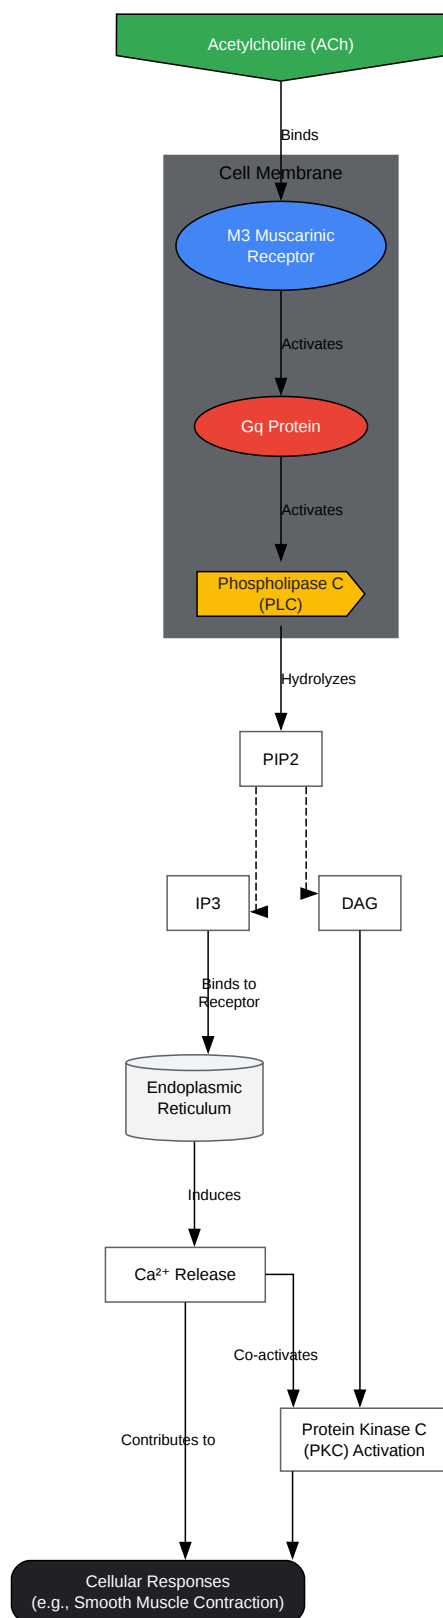 Acetylcholine (ACh)
Binds
Cell Membrane
M3 Muscarinic
Receptor
Activates
Gq Protein
Activates
Phospholipase C
(PLC)
Hydrolyzes
PIP2
IP3
DAG
Binds to
Receptor
Endoplasmic
Reticulum
Induces
Ca²⁺ Release
Co-activates
Protein Kinase C
(PKC) Activation
Contributes to
Cellular Responses
(e.g., Smooth Muscle Contraction)